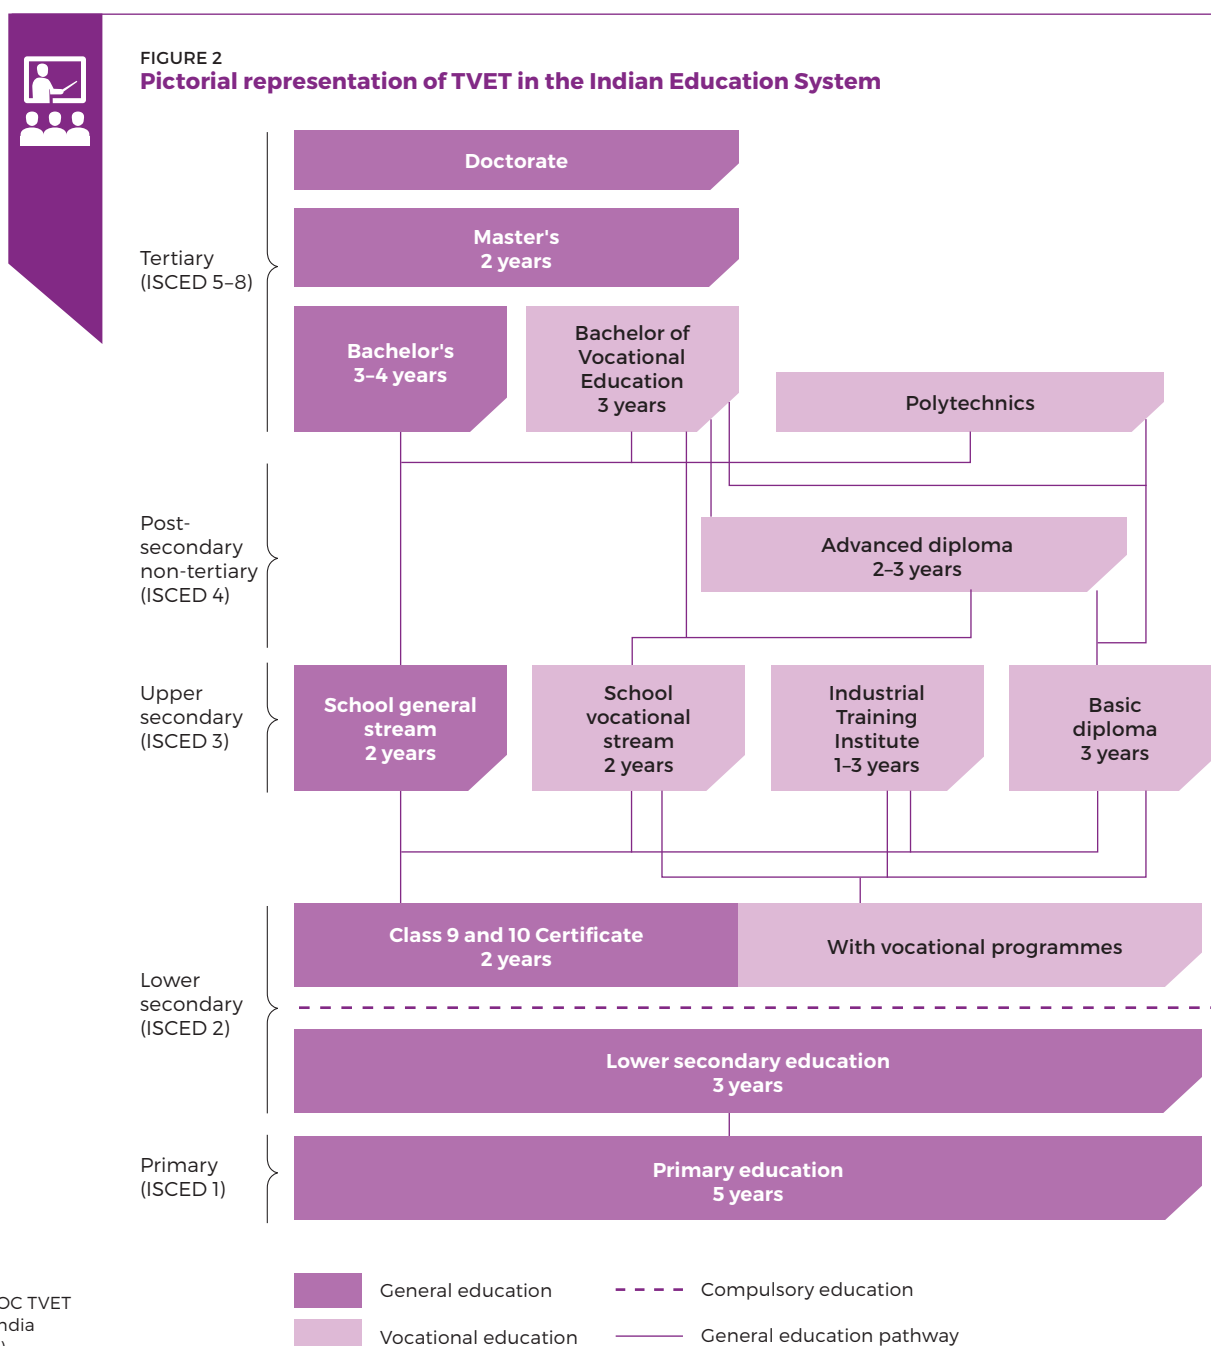 FIGURE 2
Pictorial representation of TVET in the Indian Education System
Doctorate
Master's
2 years
Tertiary
(ISCED 5–8)
Bachelor's
3–4 years
Bachelor of
Vocational
Education
3 years
Polytechnics
Post-
secondary
non-tertiary
(ISCED 4)
Advanced diploma
2–3 years
Upper
secondary
(ISCED 3)
School general
stream
2 years
School
vocational
stream
2 years
Industrial
Training
Institute
1–3 years
Basic
diploma
3 years
Class 9 and 10 Certificate
2 years
With vocational programmes
Lower
secondary
(ISCED 2)
Lower secondary education
3 years
Primary
(ISCED 1)
Primary education
5 years
General education
Compulsory education
Vocational education
General education pathway
OC TVET
ndia